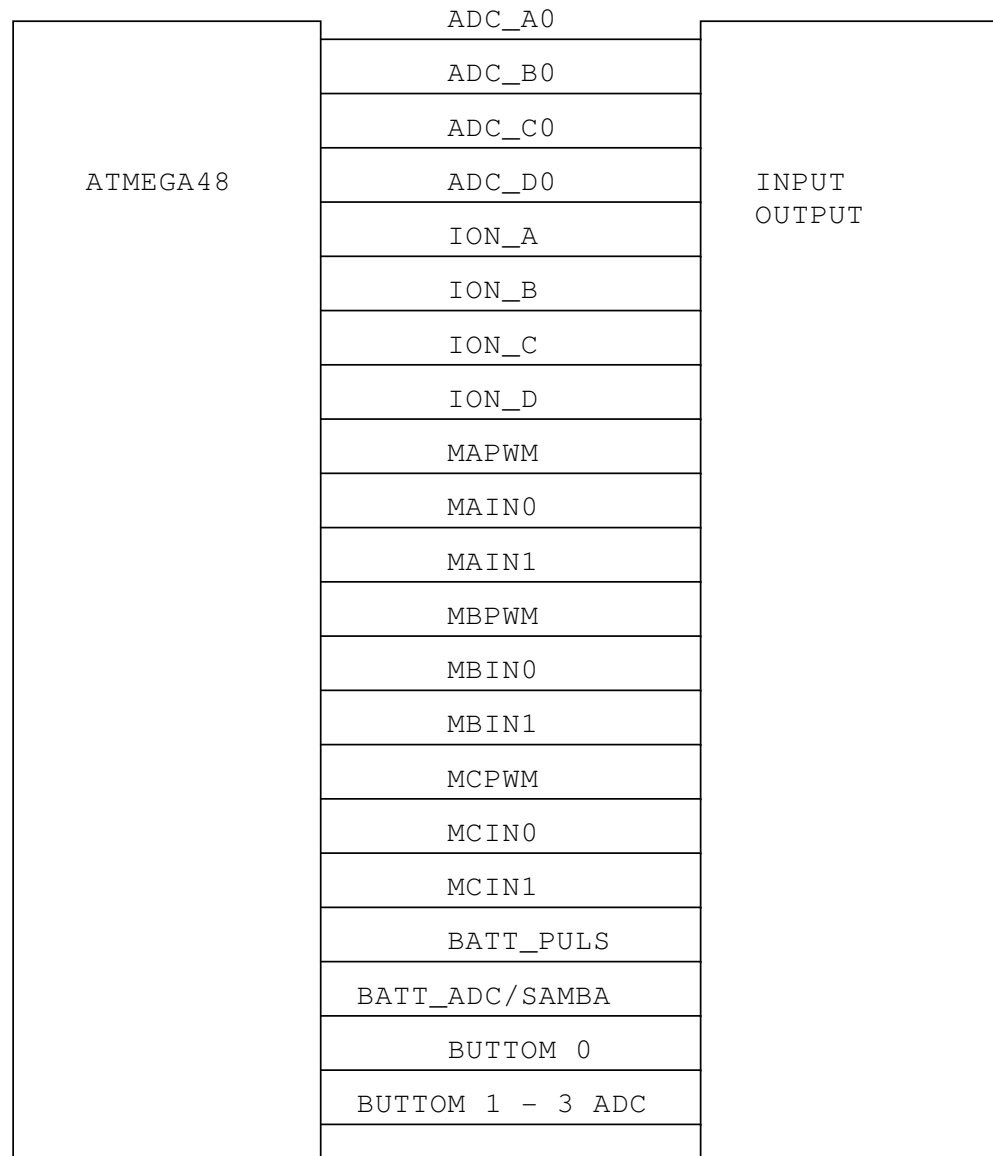 ADC_A0
ADC_B0
ADC_C0
ATMEGA48
ADC_D0
INPUT
OUTPUT
ION_A
ION_B
ION_C
ION_D
MAPWM
MAIN0
MAIN1
MBPWM
MBIN0
MBIN1
MCPWM
MCIN0
MCIN1
BATT_PULS
BATT_ADC/SAMBA
BUTTOM 0
BUTTOM 1 - 3 ADC